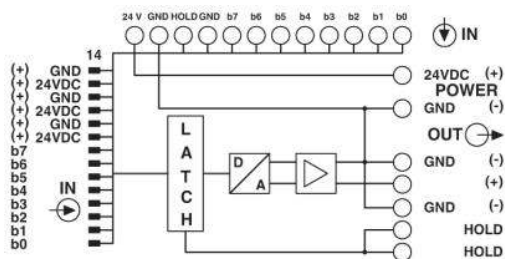 24 V GND HOLD GND b7 b6 b5 b4 b3 b2 b1 b0
IN
14
(+) GND
(+) 24VDC
(+) GND
(+) 24VDC
(+) GND
(+) 24VDC
b7
b6
b5
b4
b3
b2
b1
b0
IN
LATCH
D
A
24VDC (+)
POWER
GND (-)
OUT
GND (-)
(+)
GND (-)
HOLD
HOLD